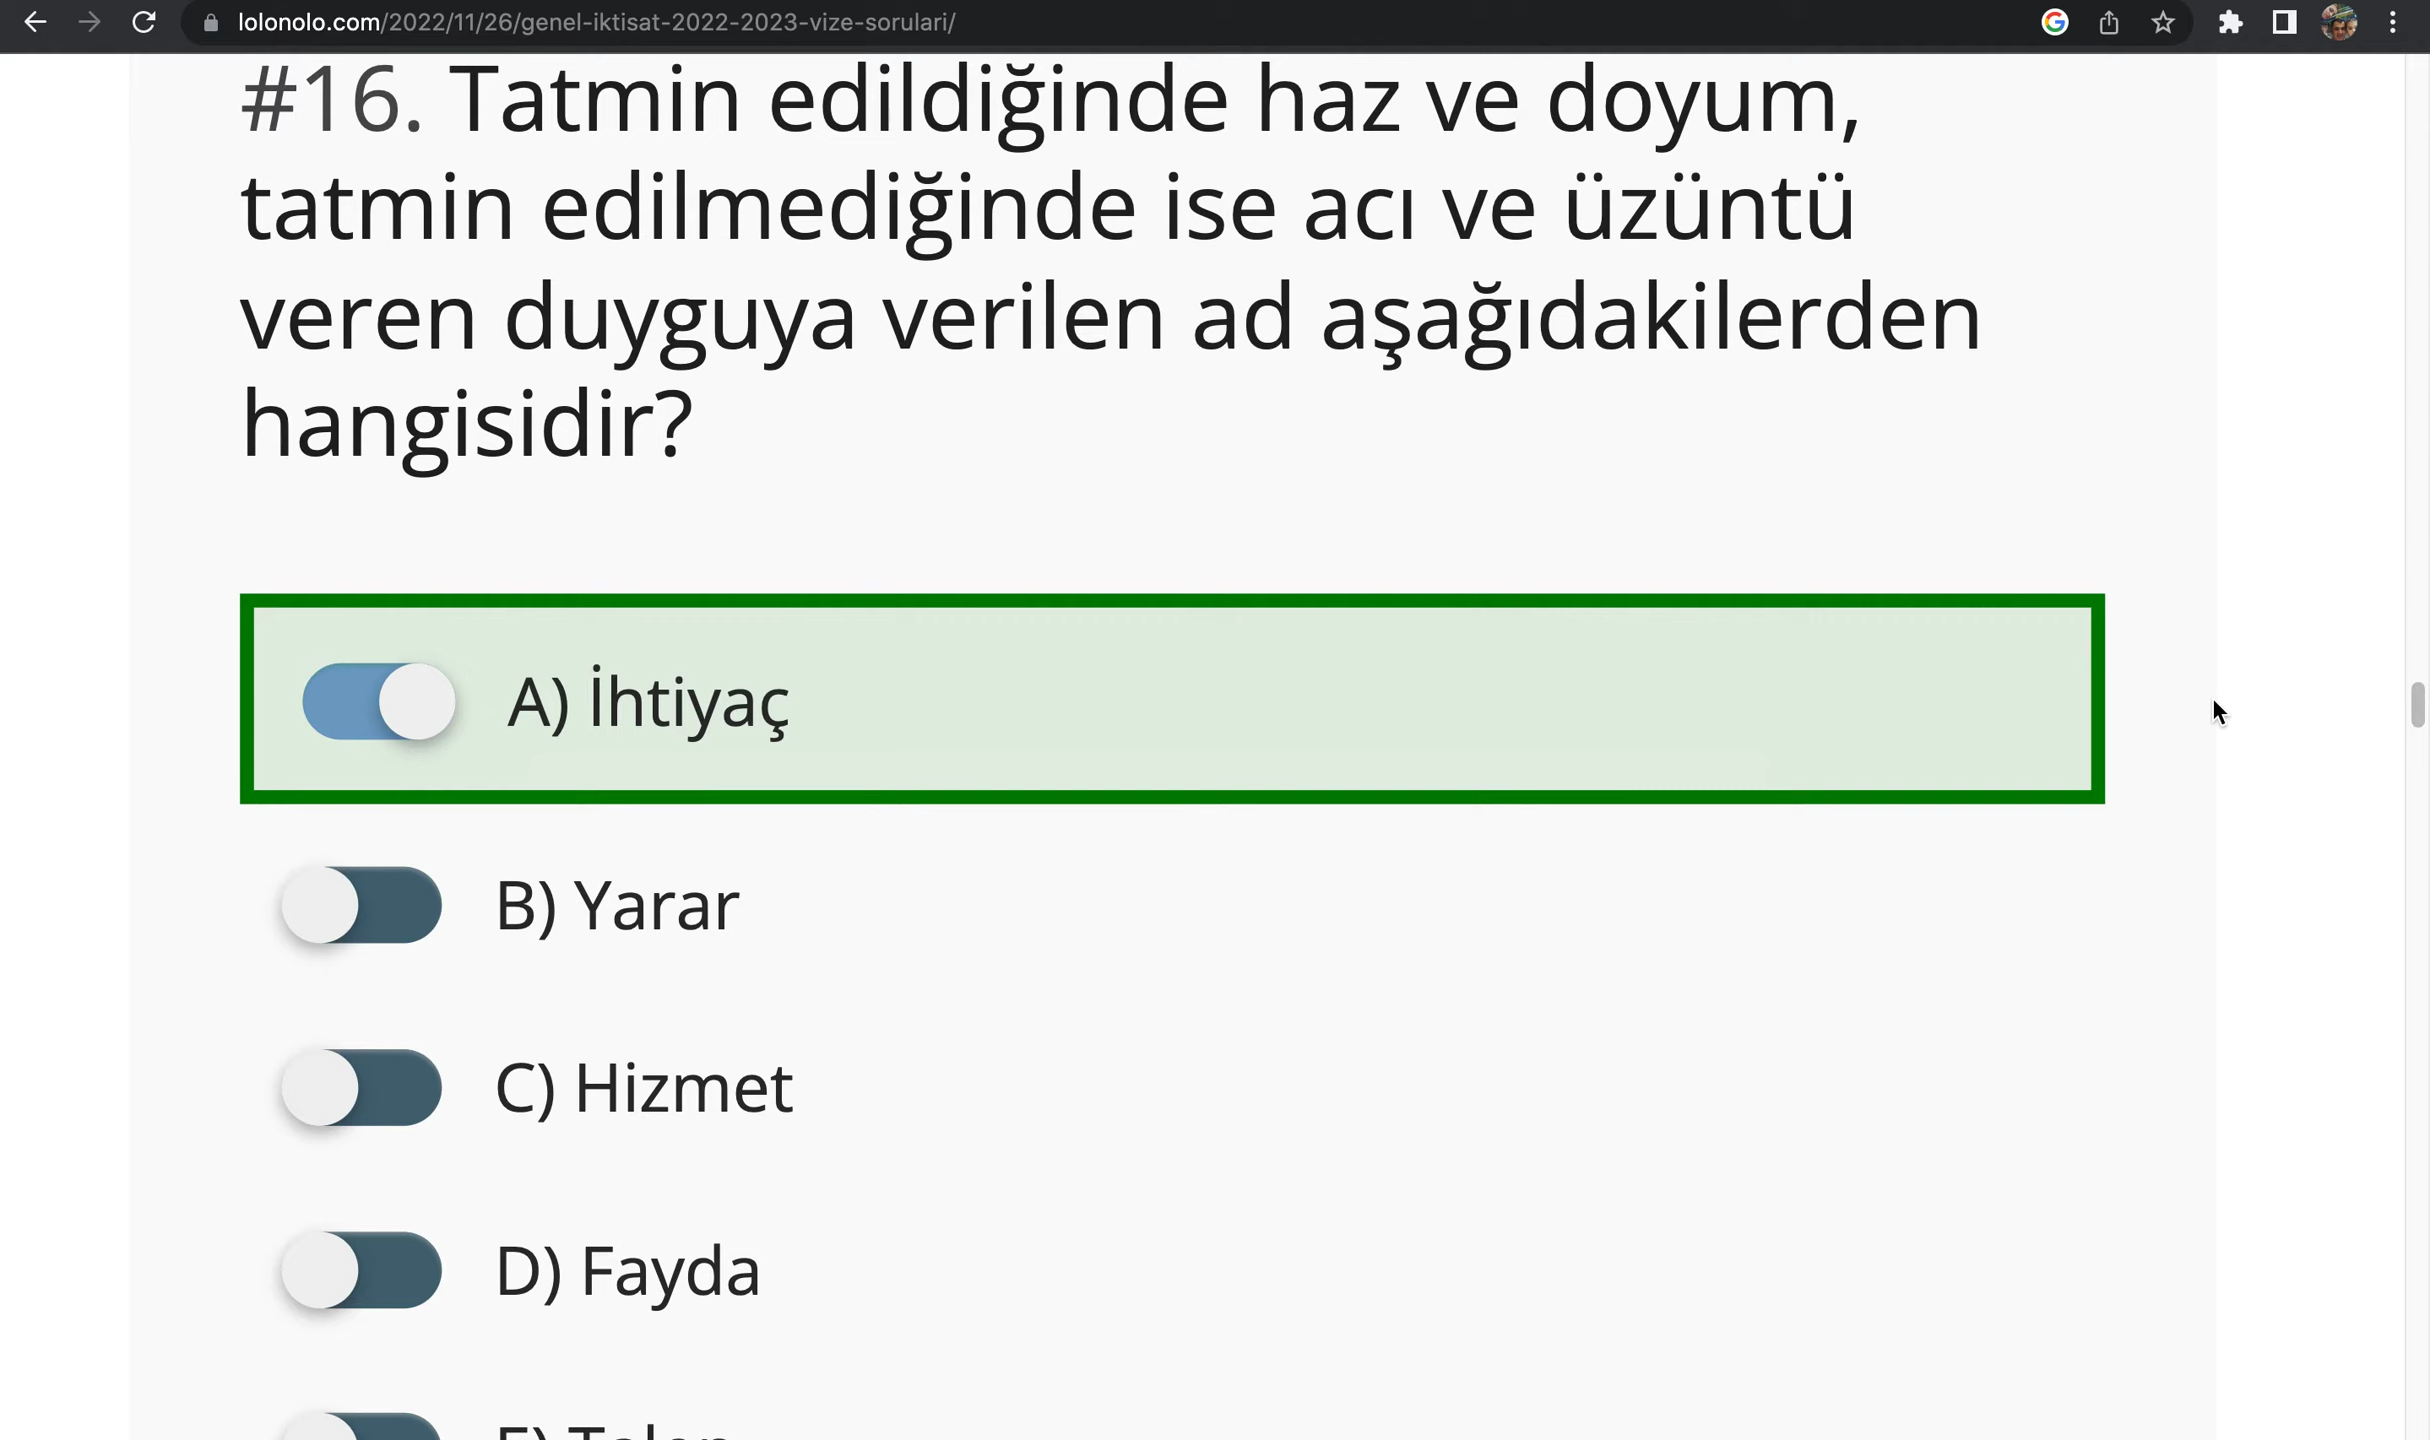 lolonolo.com/2022/11/26/genel-iktisat-2022-2023-vize-sorulari/
#16. Tatmin edildiğinde haz ve doyum,
tatmin edilmediğinde ise acı ve üzüntü
veren duyguya verilen ad aşağıdakilerden
hangisidir?
A) İhtiyaç
B) Yarar
C) Hizmet
D) Fayda